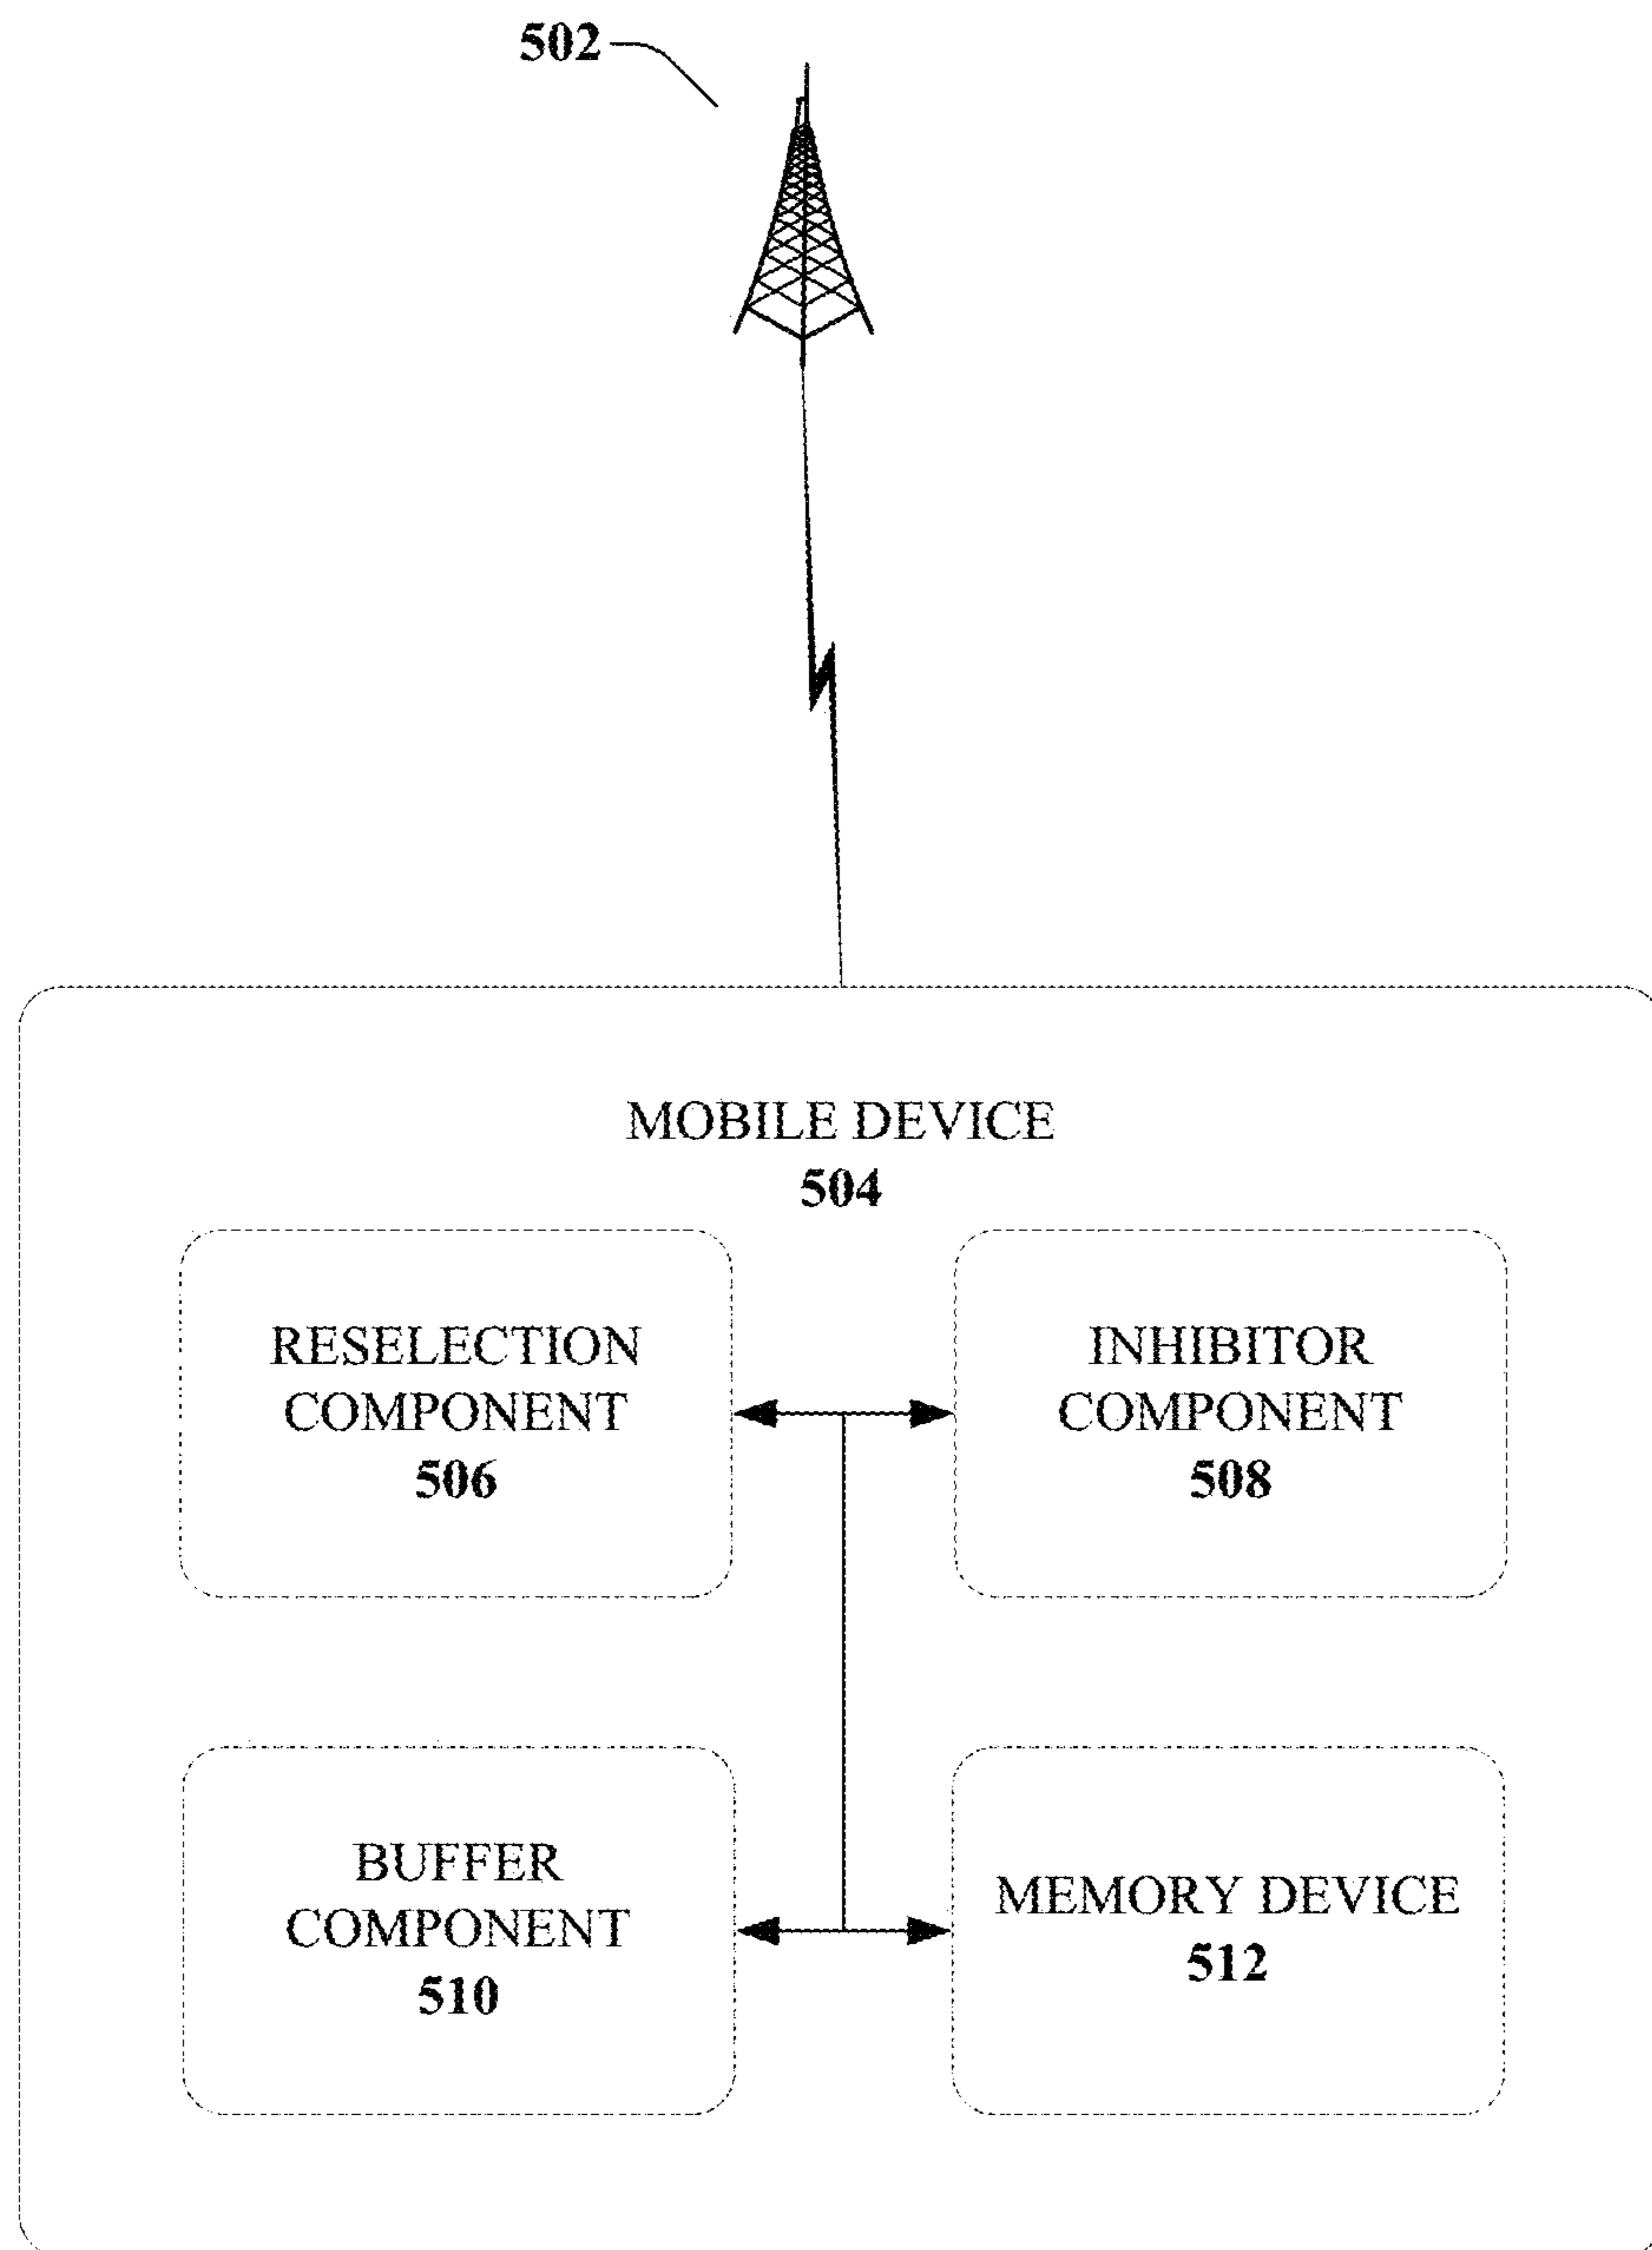 502
MOBILE DEVICE
504
RESELECTION
COMPONENT
506
INHIBITOR
COMPONENT
508
BUFFER
COMPONENT
510
MEMORY DEVICE
512